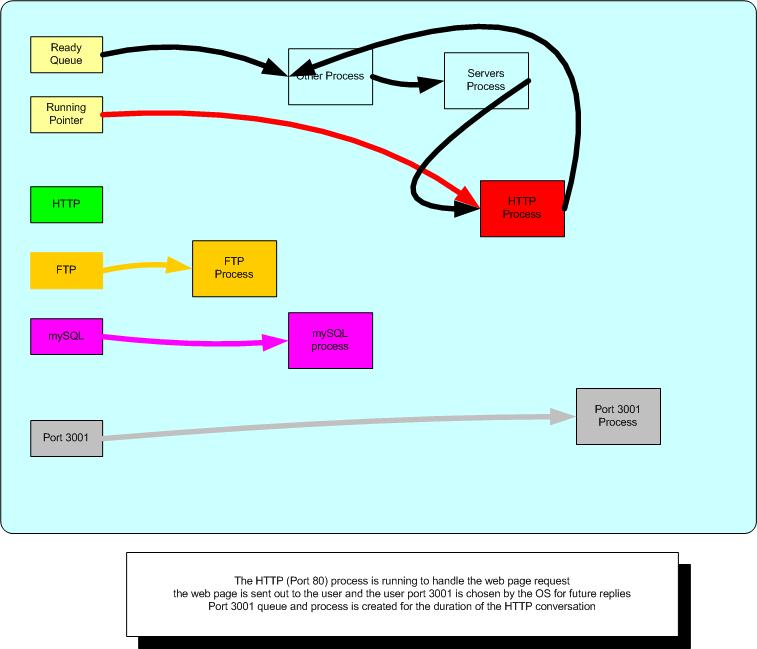 Ready
Queue
Other Process
Servers
Process
Running
Pointer
HTTP
HTTP
Process
FTP
FTP
Process
mySQL
mySQL
process
Port 3001
Port 3001
Process
The HTTP (Port 80) process is running to handle the web page request
the web page is sent out to the user and the user port 3001 is chosen by the OS for future replies
Port 3001 queue and process is created for the duration of the HTTP conversation